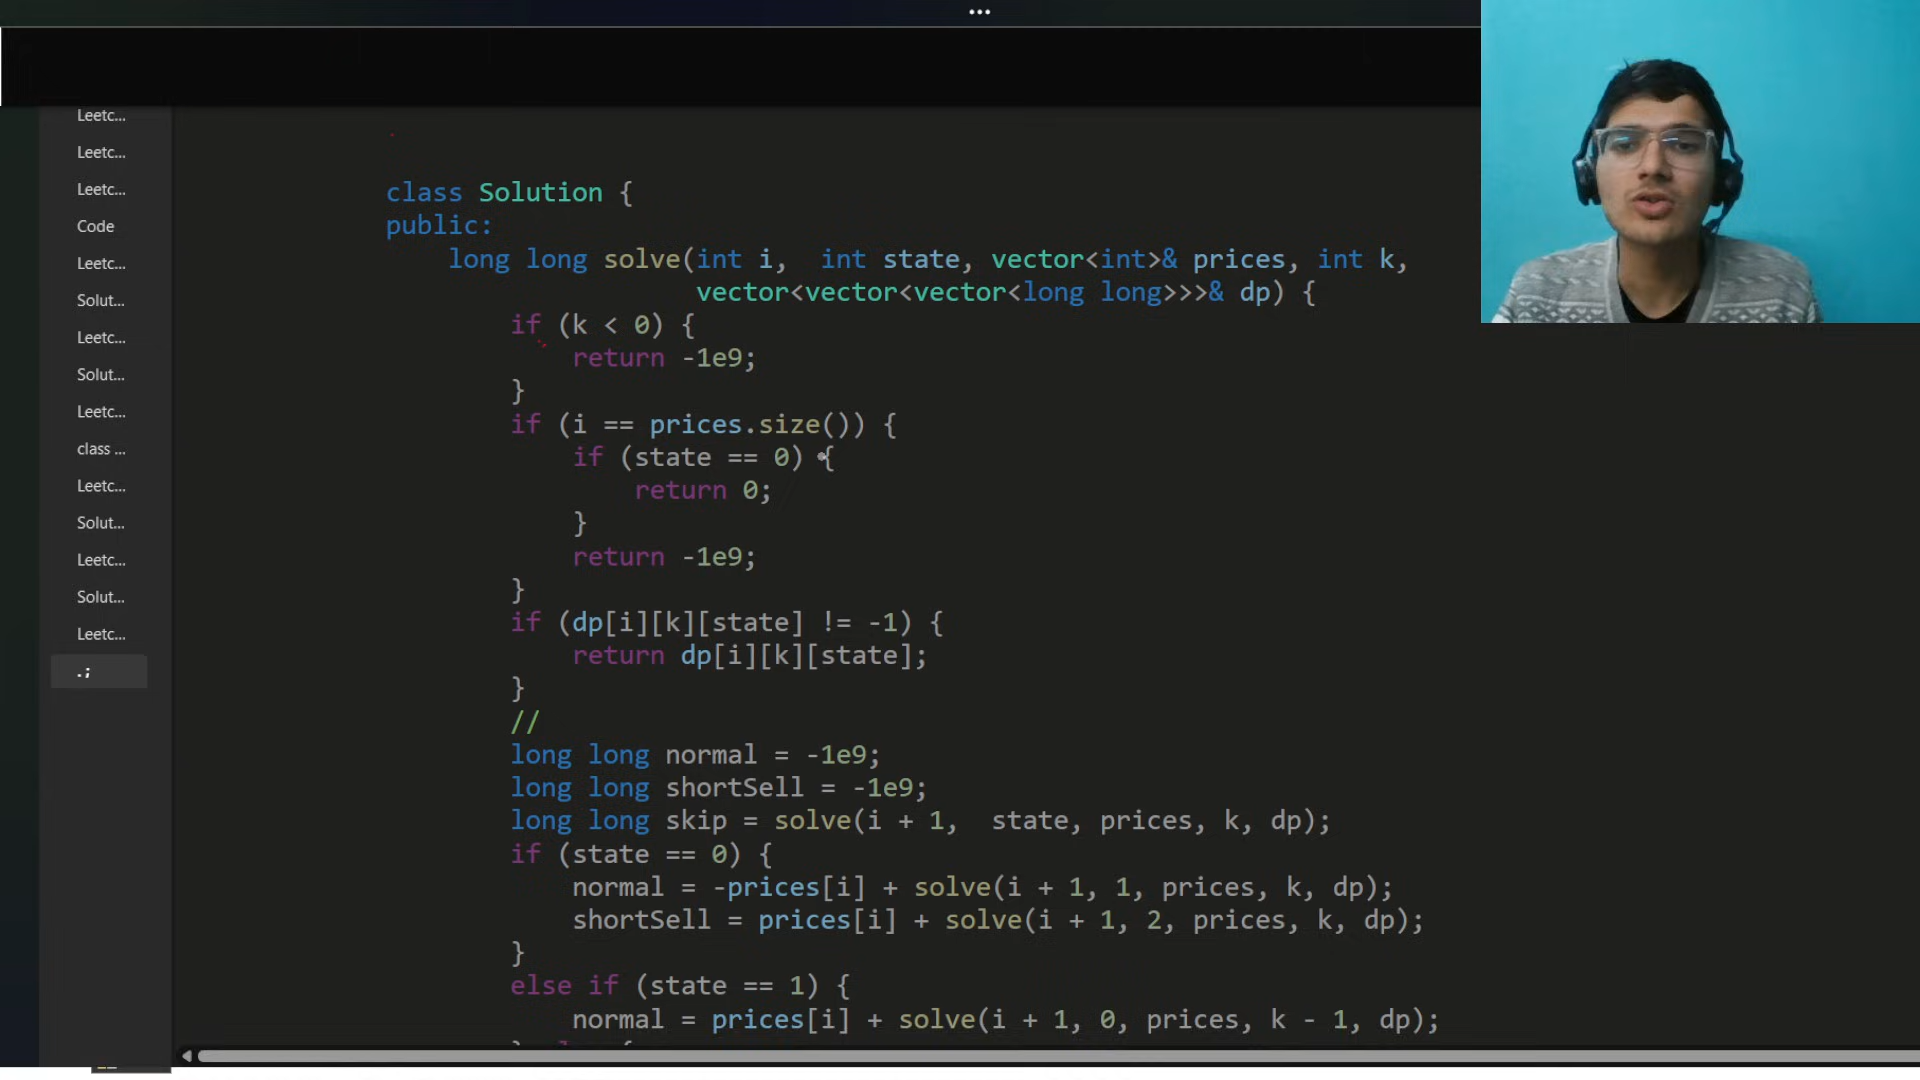 ...
Leetc...
Leetc...
Leetc...
Code
Leetc...
Solut...
Leetc...
Solut...
Leetc...
class ...
Leetc...
Solut...
Leetc...
Solut...
Leetc...
.;
class Solution {
public:
long long solve(int i,  int state, vector<int>& prices, int k,
vector<vector<vector<long long>>>& dp) {
if (k < 0) {
return -1e9;
}
if (i == prices.size()) {
if (state == 0) {
return 0;
}
return -1e9;
}
if (dp[i][k][state] != -1) {
return dp[i][k][state];
}
//
long long normal = -1e9;
long long shortSell = -1e9;
long long skip = solve(i + 1,  state, prices, k, dp);
if (state == 0) {
normal = -prices[i] + solve(i + 1, 1, prices, k, dp);
shortSell = prices[i] + solve(i + 1, 2, prices, k, dp);
}
else if (state == 1) {
normal = prices[i] + solve(i + 1, 0, prices, k - 1, dp);